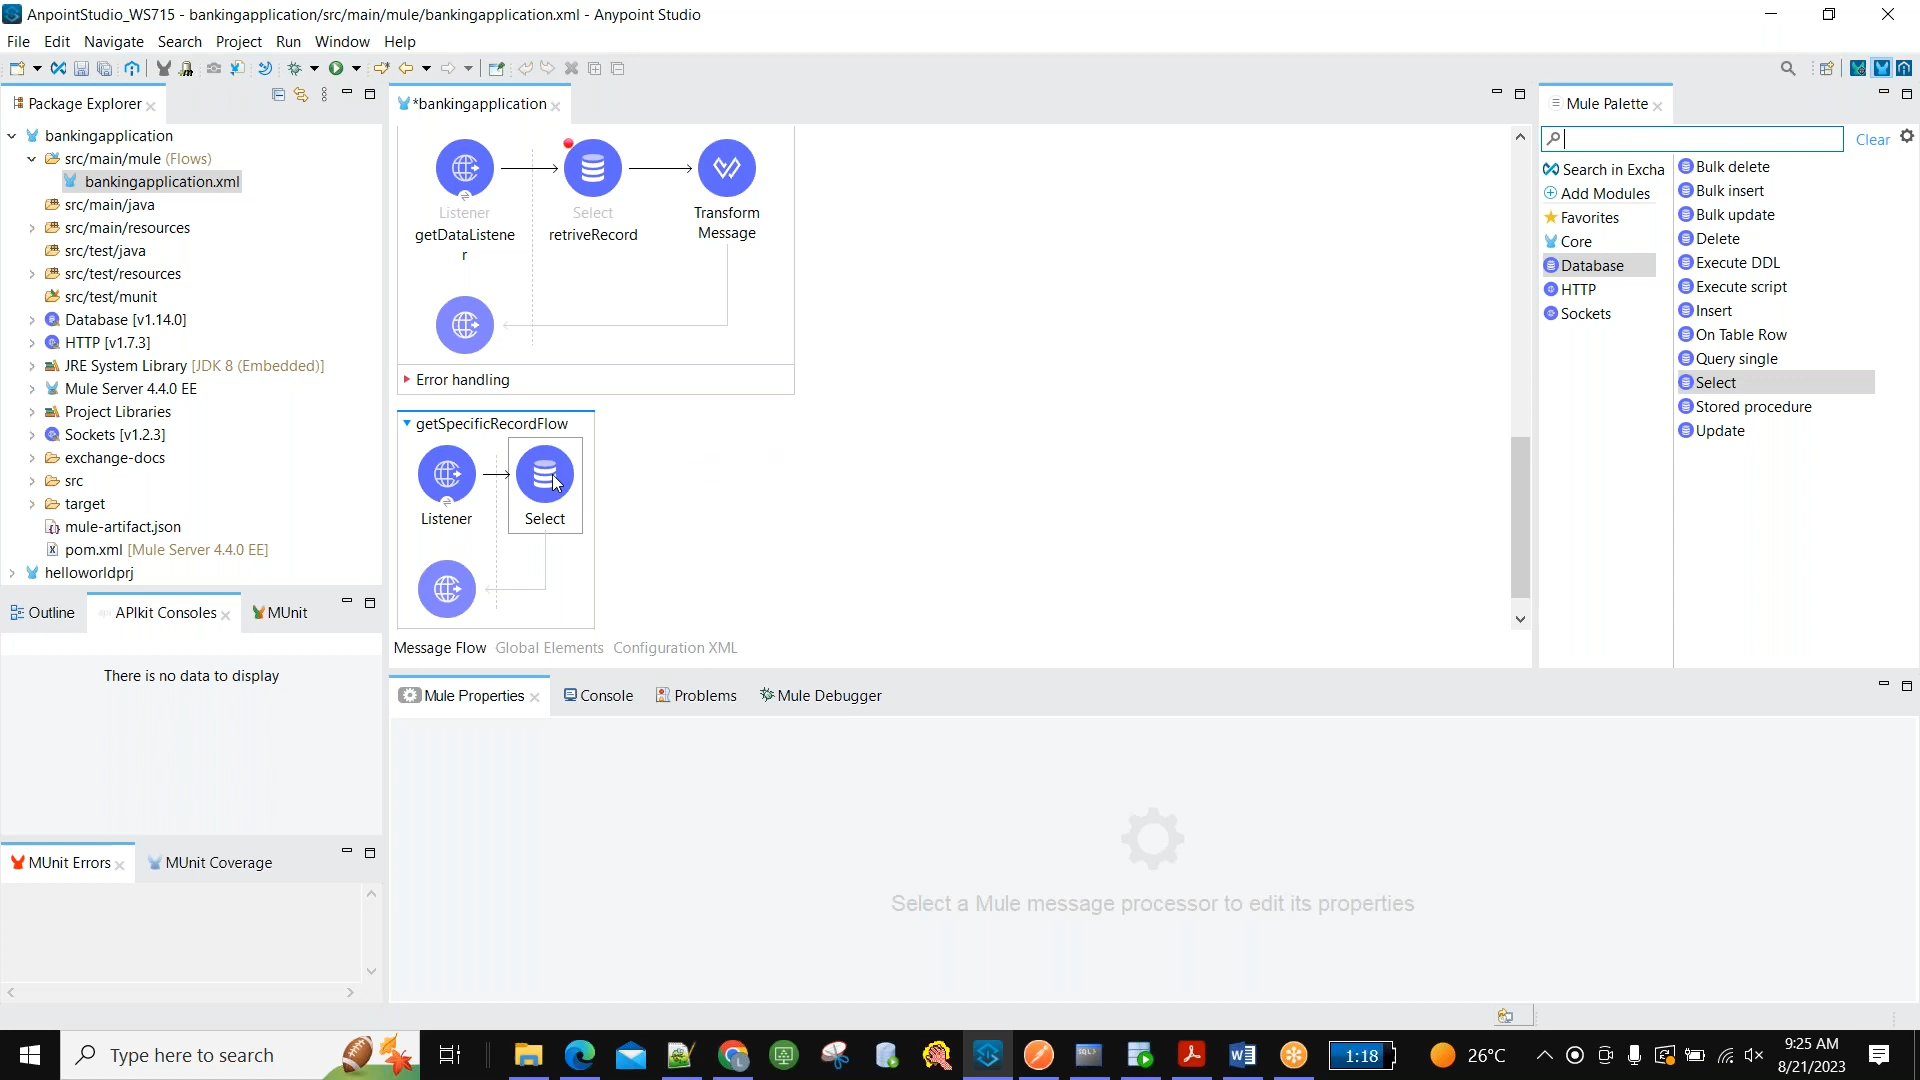 AnpointStudio_WS715 - bankingapplication/src/main/mule/bankingapplication.xml - Anypoint Studio
File Edit Navigate Search Project Run Window Help
Package Explorer
*bankingapplication
Mule Palette
bankingapplication
src/main/mule (Flows)
bankingapplication.xml
src/main/java
src/main/resources
src/test/java
src/test/resources
src/test/munit
Database [v1.14.0]
HTTP [v1.7.3]
JRE System Library [JDK 8 (Embedded)]
Mule Server 4.4.0 EE
Project Libraries
Sockets [v1.2.3]
exchange-docs
src
target
mule-artifact.json
pom.xml [Mule Server 4.4.0 EE]
helloworldprj
Listener
getDataListene
r
Select
retriveRecord
Transform
Message
Error handling
getSpecificRecordFlow
Listener
Select
Message Flow Global Elements Configuration XML
Clear
Search in Excha
Add Modules
Favorites
Core
Database
HTTP
Sockets
Bulk delete
Bulk insert
Bulk update
Delete
Execute DDL
Execute script
Insert
On Table Row
Query single
Select
Stored procedure
Update
Outline APIkit Consoles MUnit
There is no data to display
MUnit Errors MUnit Coverage
Mule Properties Console Problems Mule Debugger
Select a Mule message processor to edit its properties
Type here to search
SQL>
1:18
26°C
9:25 AM
8/21/2023